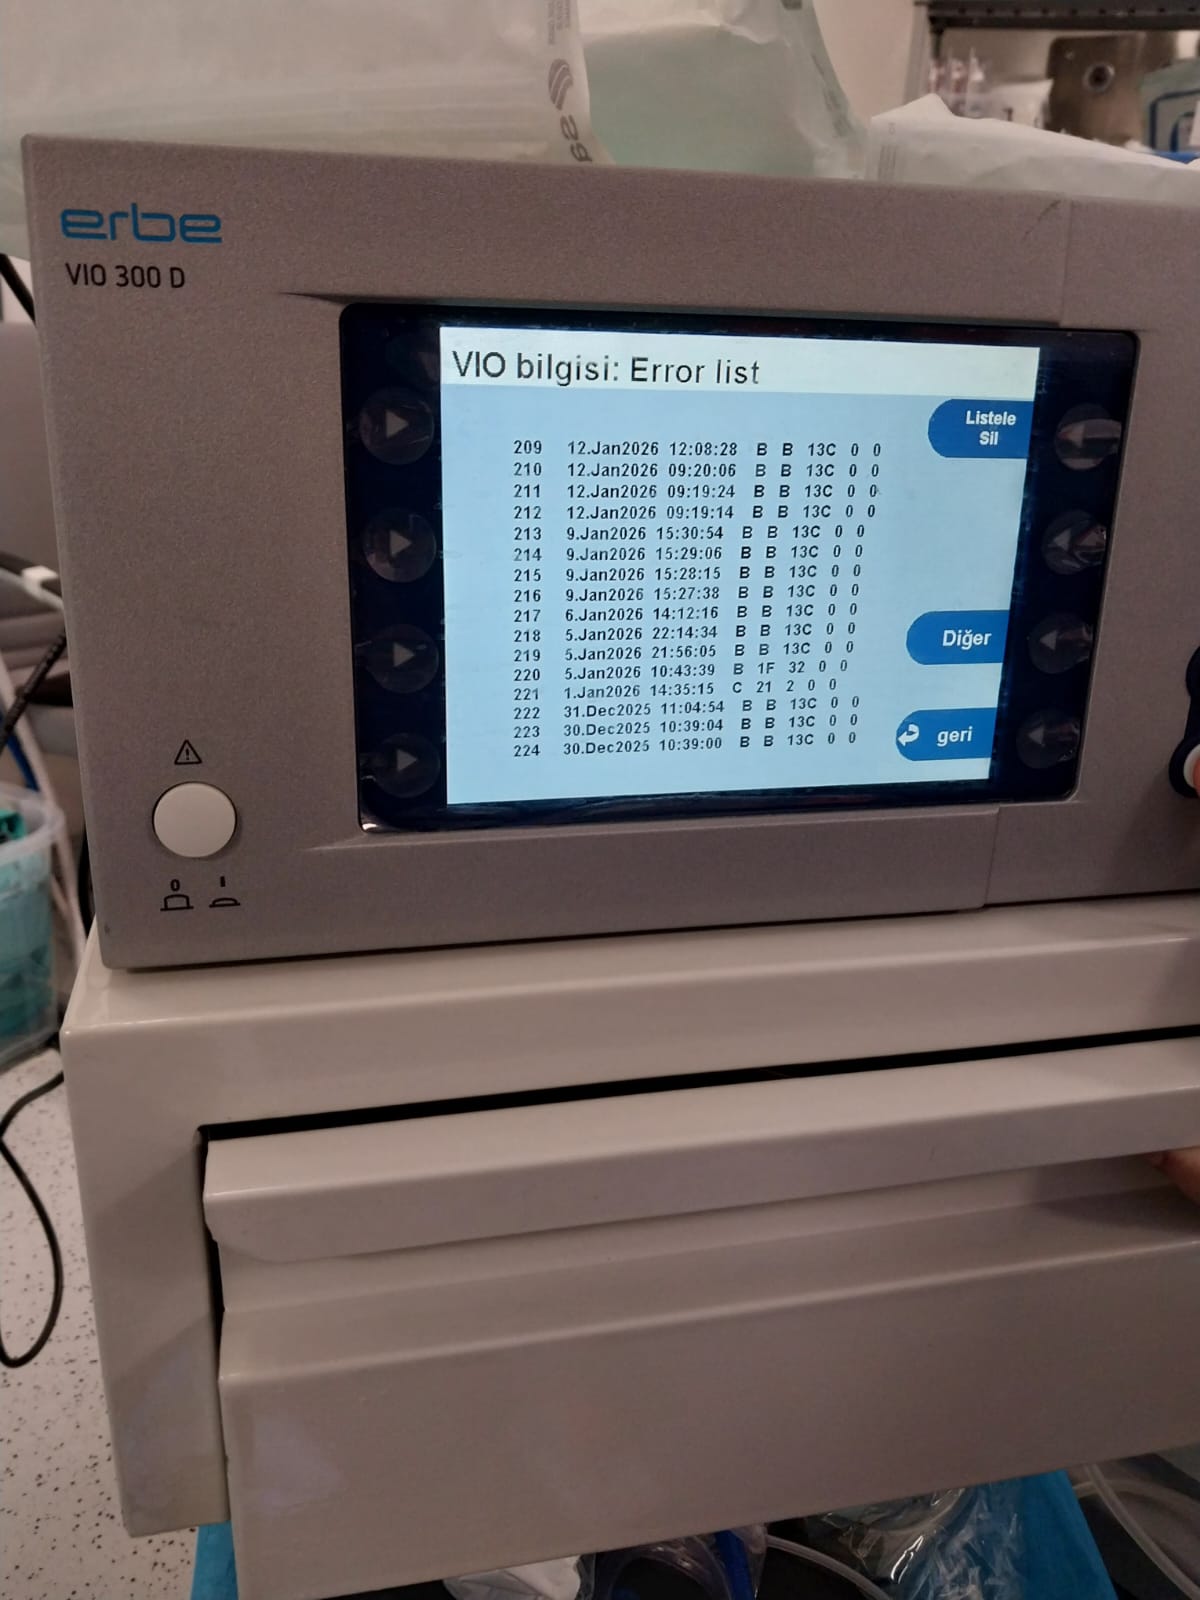 erbe
VIO 300 D
VIO bilgisi: Error list
Listele
Sil
209 12.Jan2026 12:08:28 B B 13C 0 0
210 12.Jan2026 09:20:06 B B 13C 0 0
211 12.Jan2026 09:19:24 B B 13C 0 0
212 12.Jan2026 09:19:14 B B 13C 0 0
213 9.Jan2026 15:30:54 B B 13C 0 0
214 9.Jan2026 15:29:06 B B 13C 0 0
215 9.Jan2026 15:28:15 B B 13C 0 0
216 9.Jan2026 15:27:38 B B 13C 0 0
217 6.Jan2026 14:12:16 B B 13C 0 0
218 5.Jan2026 22:14:34 B B 13C 0 0
219 5.Jan2026 21:56:05 B B 13C 0 0
220 5.Jan2026 10:43:39 B 1F 32 0 0
221 1.Jan2026 14:35:15 C 21 2 0 0
222 31.Dec2025 11:04:54 B B 13C 0 0
223 30.Dec2025 10:39:04 B B 13C 0 0
224 30.Dec2025 10:39:00 B B 13C 0 0
Diğer
geri
0 I